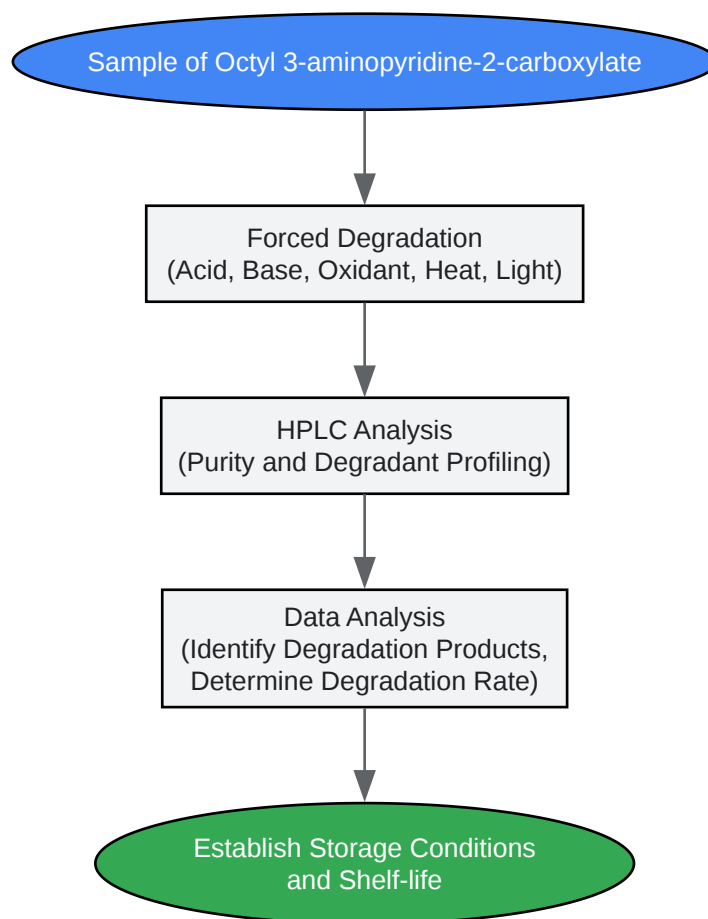 Sample of Octyl 3-aminopyridine-2-carboxylate
Forced Degradation
(Acid, Base, Oxidant, Heat, Light)
HPLC Analysis
(Purity and Degradant Profiling)
Data Analysis
(Identify Degradation Products,
Determine Degradation Rate)
Establish Storage Conditions
and Shelf-life